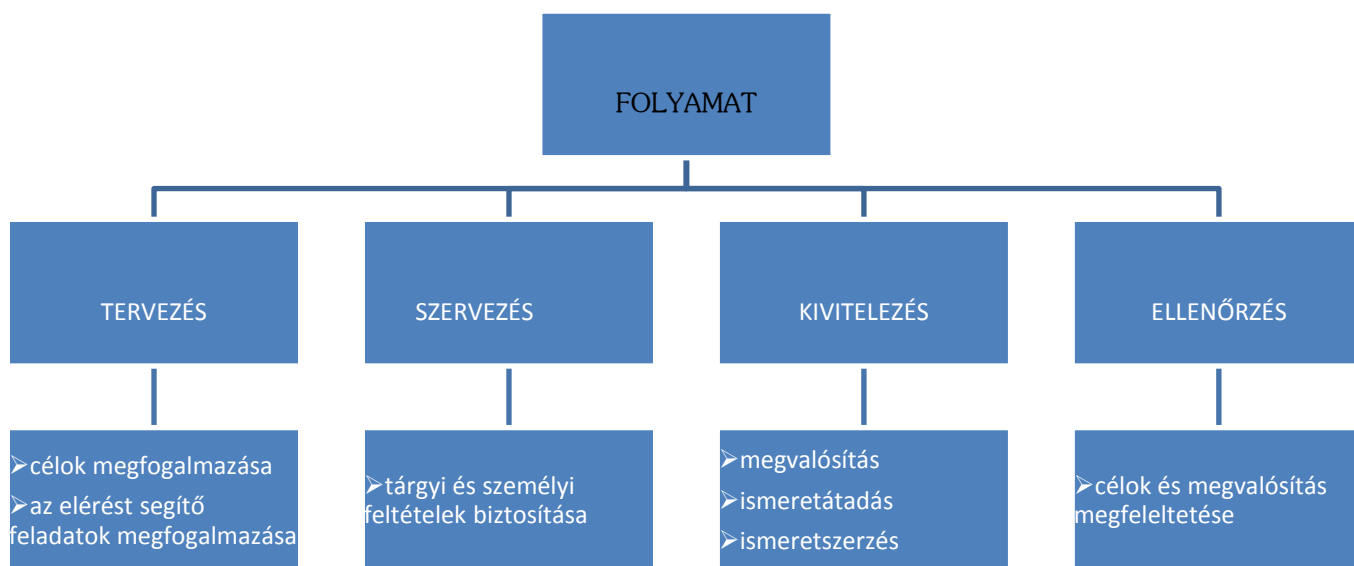 FOLYAMAT
TERVEZÉS
SZERVEZÉS
KIVITELEZÉS
ELLENŐRZÉS
➢célok megfogalmazása
➢az elérést segítő
feladatok megfogalmazása
➢tárgyi és személyi
feltételek biztosítása
➢megvalósítás
➢ismeretátadás
➢ismeretszerzés
➢célok és megvalósítás
megfeleltetése